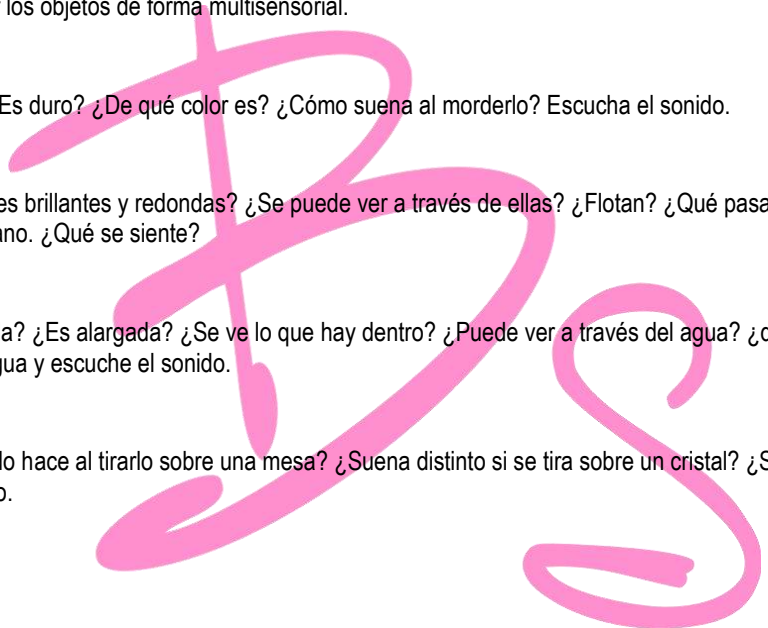 los objetos de forma multisensorial.
Es duro? ¿De qué color es? ¿Cómo suena al morderlo? Escucha el sonido.
es brillantes y redondas? ¿Se puede ver a través de ellas? ¿Flotan? ¿Qué pasa
ano. ¿Qué se siente?
a? ¿Es alargada? ¿Se ve lo que hay dentro? ¿Puede ver a través del agua? ¿
gua y escuche el sonido.
do hace al tirarlo sobre una mesa? ¿Suena distinto si se tira sobre un cristal? ¿S
o.
BS